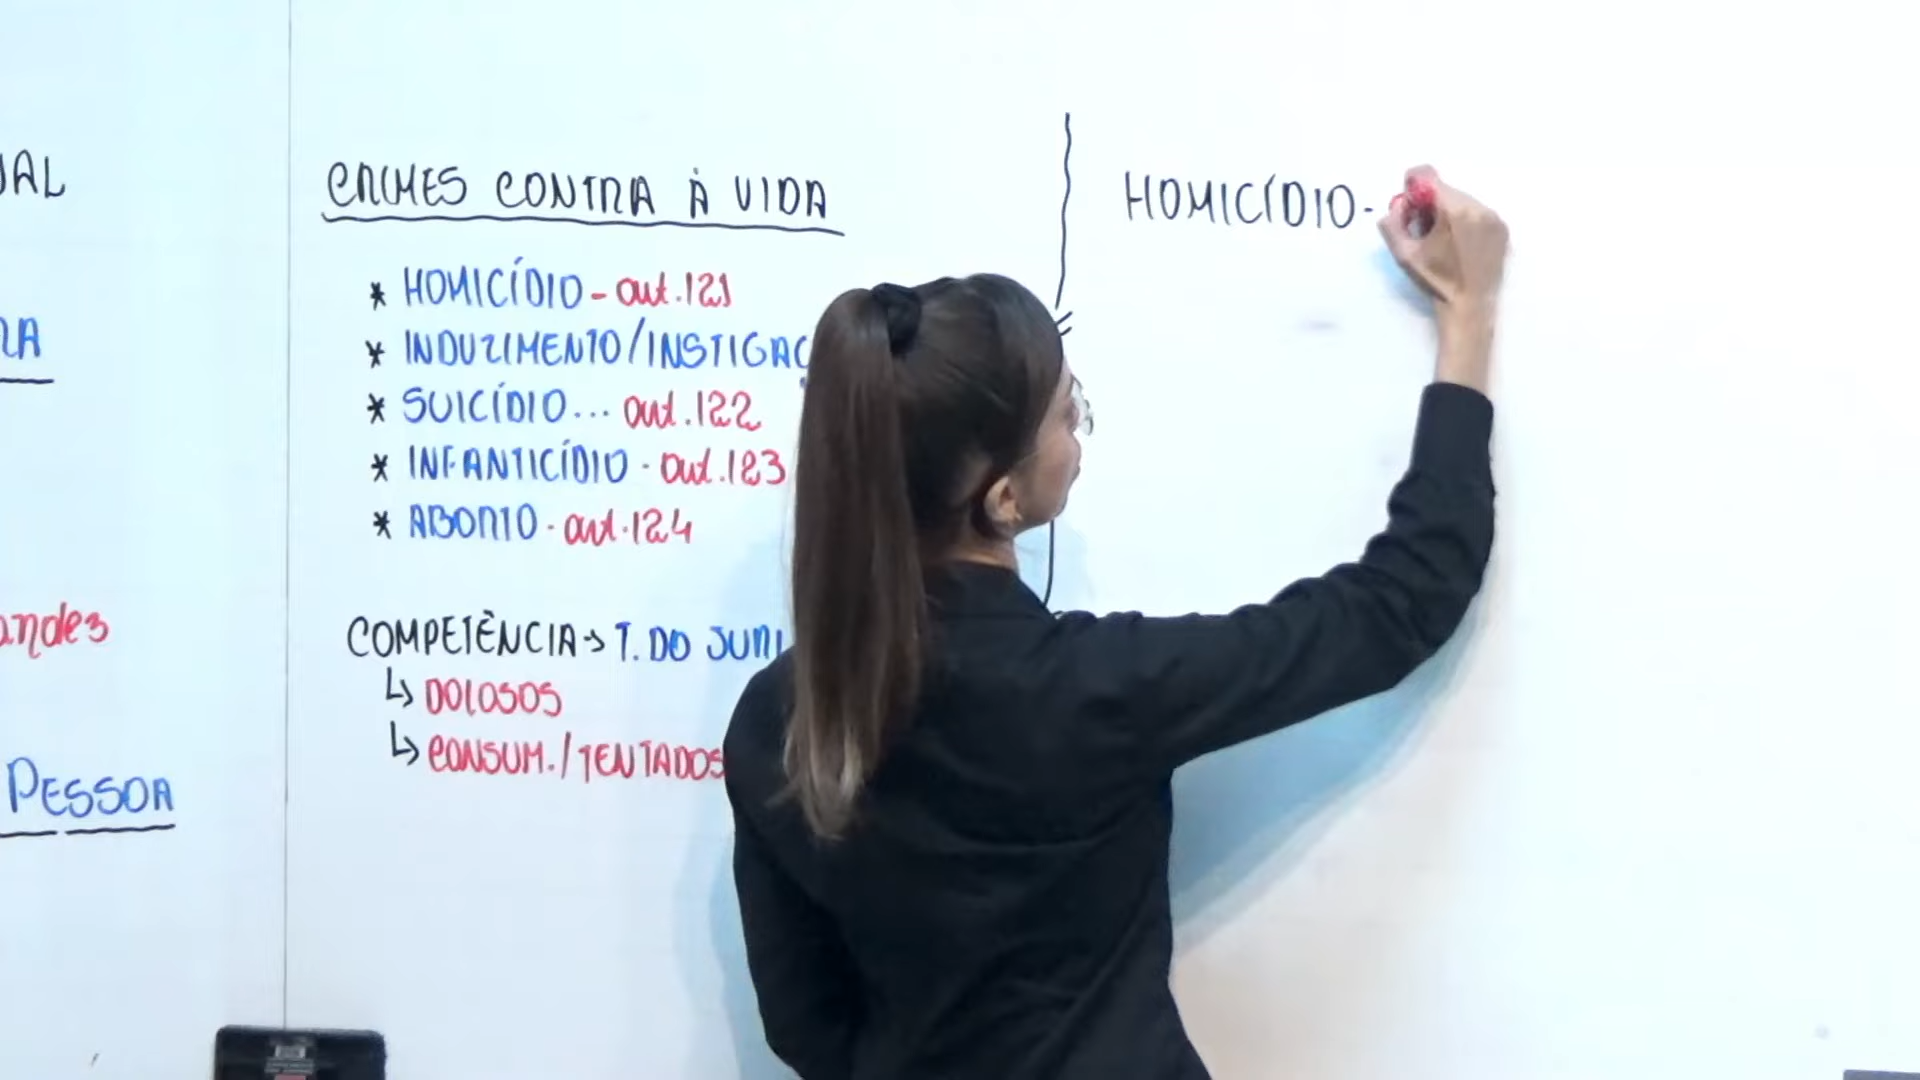 UAL
RA
andes
PESSOA
CRIMES CONTRA À VIDA
* HOMICÍDIO - art. 121
* INDUZIMENTO/INSTIGAÇ
* SUICÍDIO... art. 122
* INFANTICÍDIO - art. 123
* ABORTO - art. 124
COMPETÊNCIA → T. DO JURI
↳ DOLOSOS
↳ CONSUM. / TENTADOS
HOMICÍDIO -